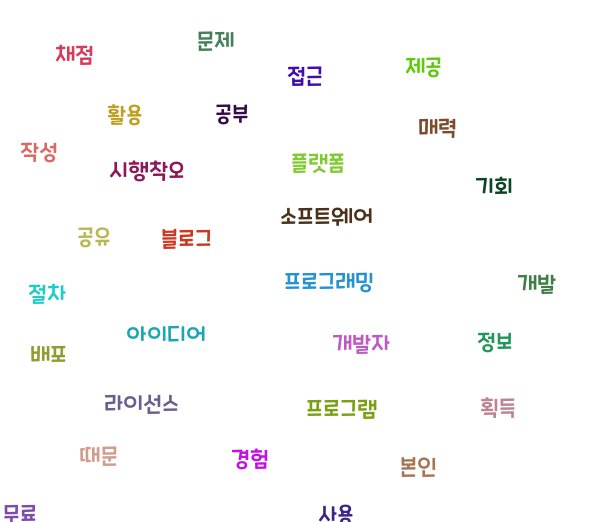 문제
채점
제공
접근
활용
공부
매력
작성
플랫폼
시행착오
기회
소프트웨어
공유
블로그
프로그래밍
개발
절차
아이디어
개발자
정보
배포
라이선스
프로그램
획득
때문
경험
본인
무료
사용